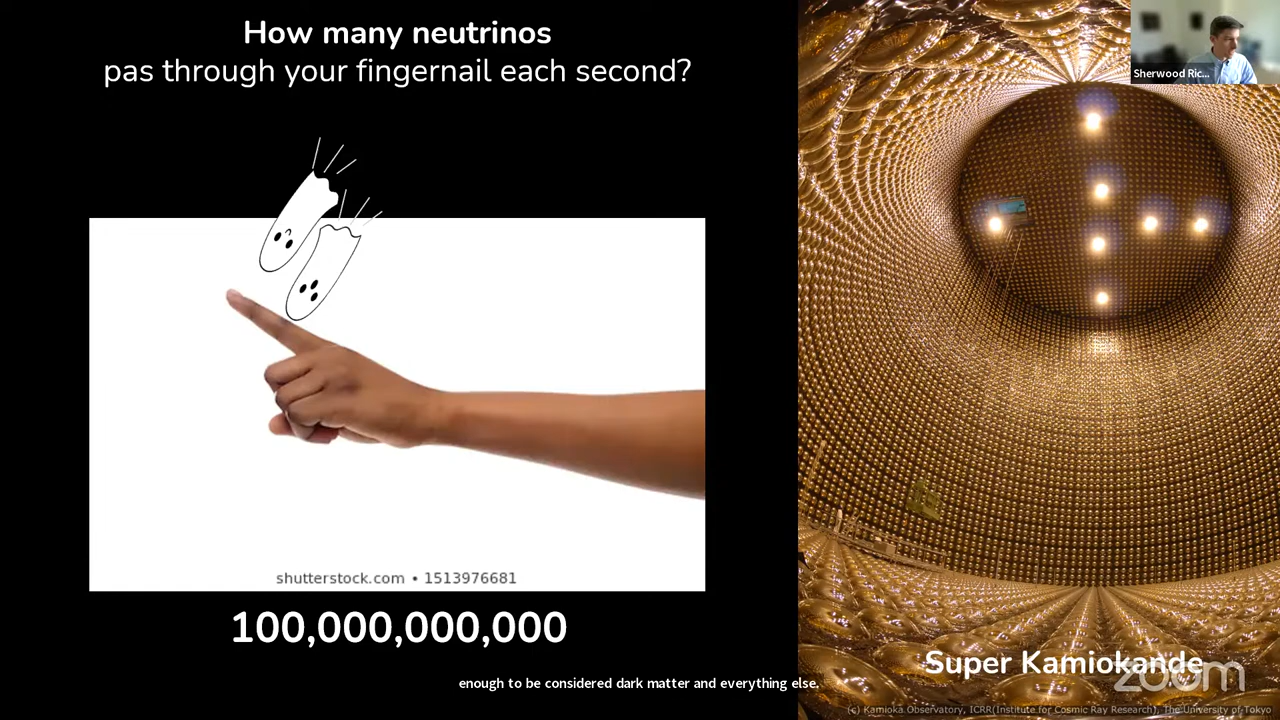 How many neutrinos
pas through your fingernail each second?
Sherwood Ric...
shutterstock.com • 1513976681
100,000,000,000
enough to be considered dark matter and everything else.
Super Kamiokande
zoom
(c) Kamioka Observatory, ICRR(Institute for Cosmic Ray Research), The University of Tokyo